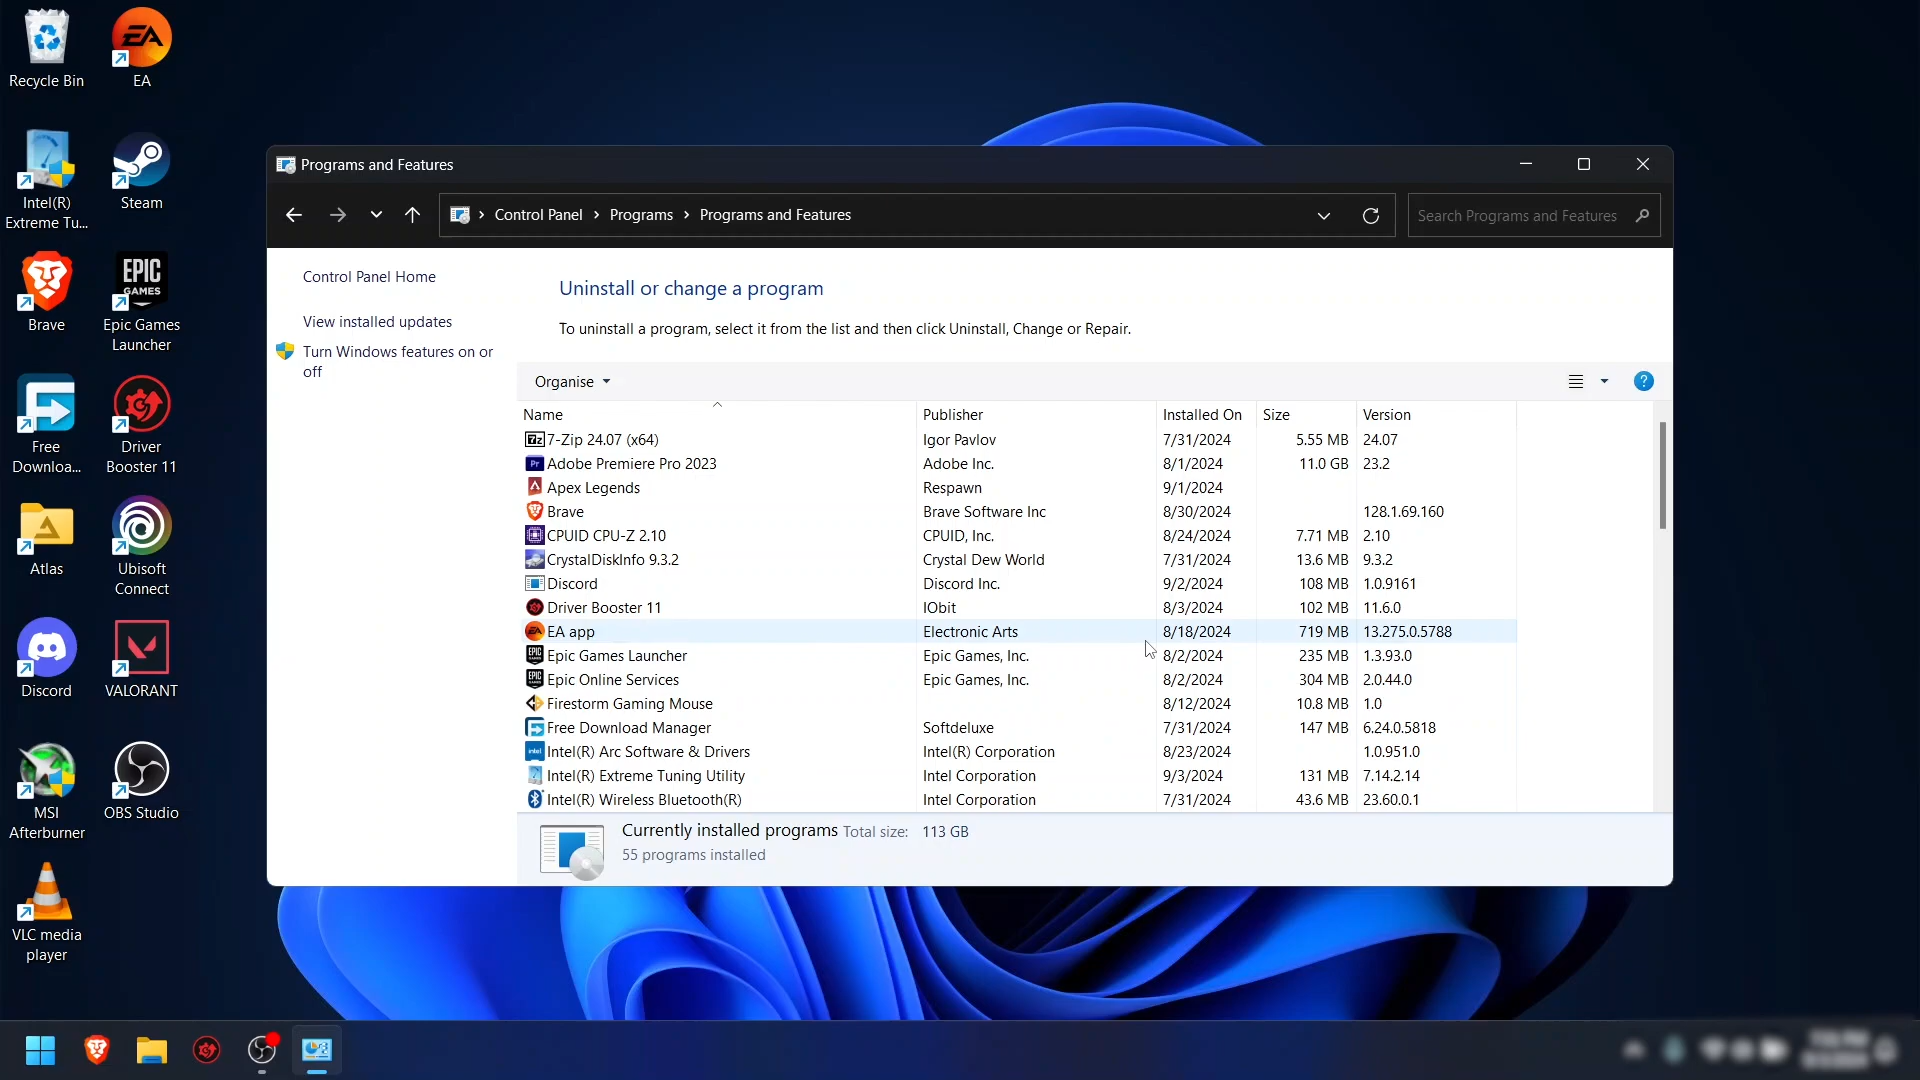 Recycle Bin
EA
Intel(R)
Extreme Tu...
Steam
Brave
EPIC
GAMES
Epic Games
Launcher
Free
Downloa...
Driver
Booster 11
Atlas
Ubisoft
Connect
Discord
VALORANT
MSI
Afterburner
OBS Studio
VLC media
player
Programs and Features
Control Panel > Programs > Programs and Features
Search Programs and Features
Control Panel Home
View installed updates
Turn Windows features on or
off
Uninstall or change a program
To uninstall a program, select it from the list and then click Uninstall, Change or Repair.
Organise
Name Publisher Installed On Size Version
7-Zip 24.07 (x64) Igor Pavlov 7/31/2024 5.55 MB 24.07
Adobe Premiere Pro 2023 Adobe Inc. 8/1/2024 11.0 GB 23.2
Apex Legends Respawn 9/1/2024
Brave Brave Software Inc 8/30/2024 128.1.69.160
CPUID CPU-Z 2.10 CPUID, Inc. 8/24/2024 7.71 MB 2.10
CrystalDiskInfo 9.3.2 Crystal Dew World 7/31/2024 13.6 MB 9.3.2
Discord Discord Inc. 9/2/2024 108 MB 1.0.9161
Driver Booster 11 IObit 8/3/2024 102 MB 11.6.0
EA app Electronic Arts 8/18/2024 719 MB 13.275.0.5788
Epic Games Launcher Epic Games, Inc. 8/2/2024 235 MB 1.3.93.0
Epic Online Services Epic Games, Inc. 8/2/2024 304 MB 2.0.44.0
Firestorm Gaming Mouse 8/12/2024 10.8 MB 1.0
Free Download Manager Softdeluxe 7/31/2024 147 MB 6.24.0.5818
Intel(R) Arc Software & Drivers Intel(R) Corporation 8/23/2024 1.0.951.0
Intel(R) Extreme Tuning Utility Intel Corporation 9/3/2024 131 MB 7.14.2.14
Intel(R) Wireless Bluetooth(R) Intel Corporation 7/31/2024 43.6 MB 23.60.0.1
Currently installed programs Total size: 113 GB
55 programs installed